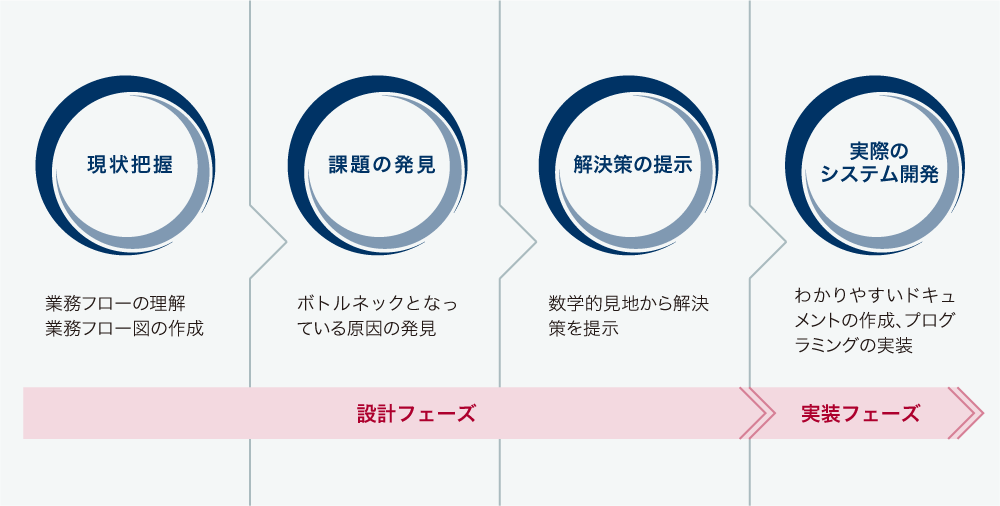 現状把握
課題の発見
解決策の提示
実際の
システム開発
業務フローの理解
業務フロー図の作成
ボトルネックとなっ
ている原因の発見
数学的見地から解決
策を提示
わかりやすいドキュ
メントの作成、プログ
ラミングの実装
設計フェーズ
実装フェーズ